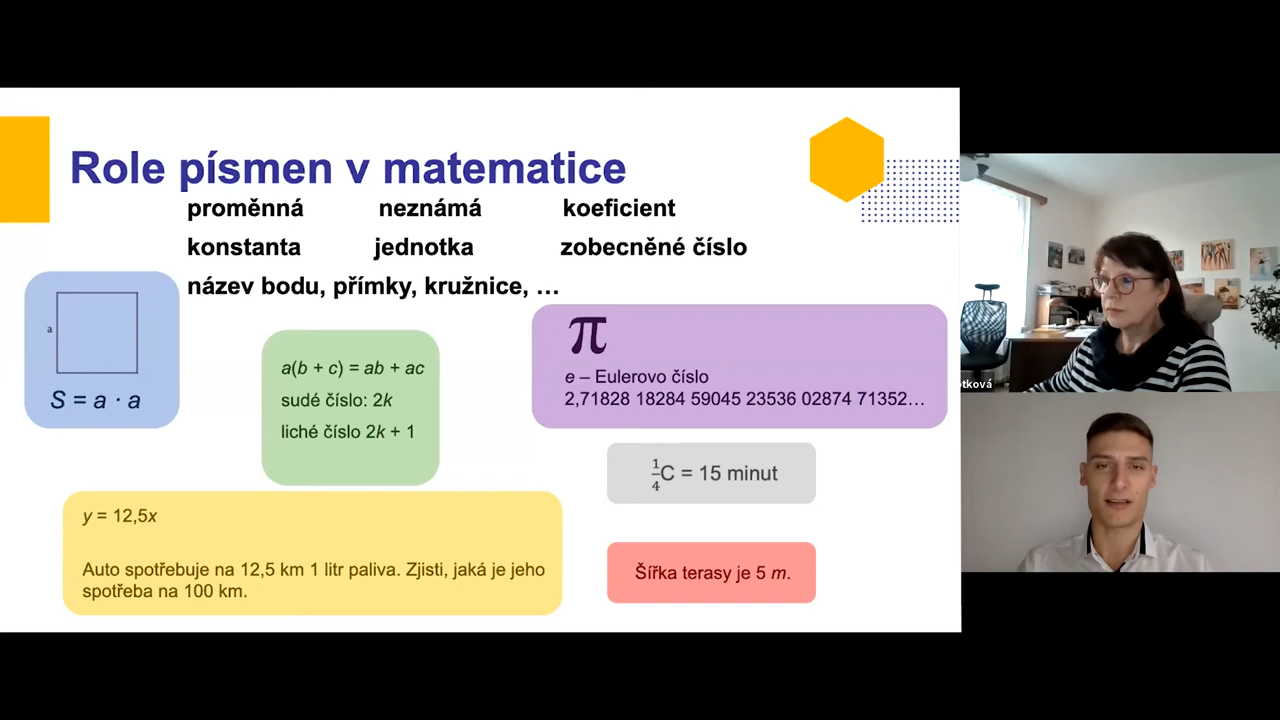 Role písmen v matematice
proměnná neznámá koeficient
konstanta jednotka zobecněné číslo
název bodu, přímky, kružnice, …
a
S = a · a
a(b + c) = ab + ac
sudé číslo: 2k
liché číslo 2k + 1
π
e – Eulerovo číslo
2,71828 18284 59045 23536 02874 71352…
¼C = 15 minut
y = 12,5x
Auto spotřebuje na 12,5 km 1 litr paliva. Zjisti, jaká je jeho
spotřeba na 100 km.
Šířka terasy je 5 m.